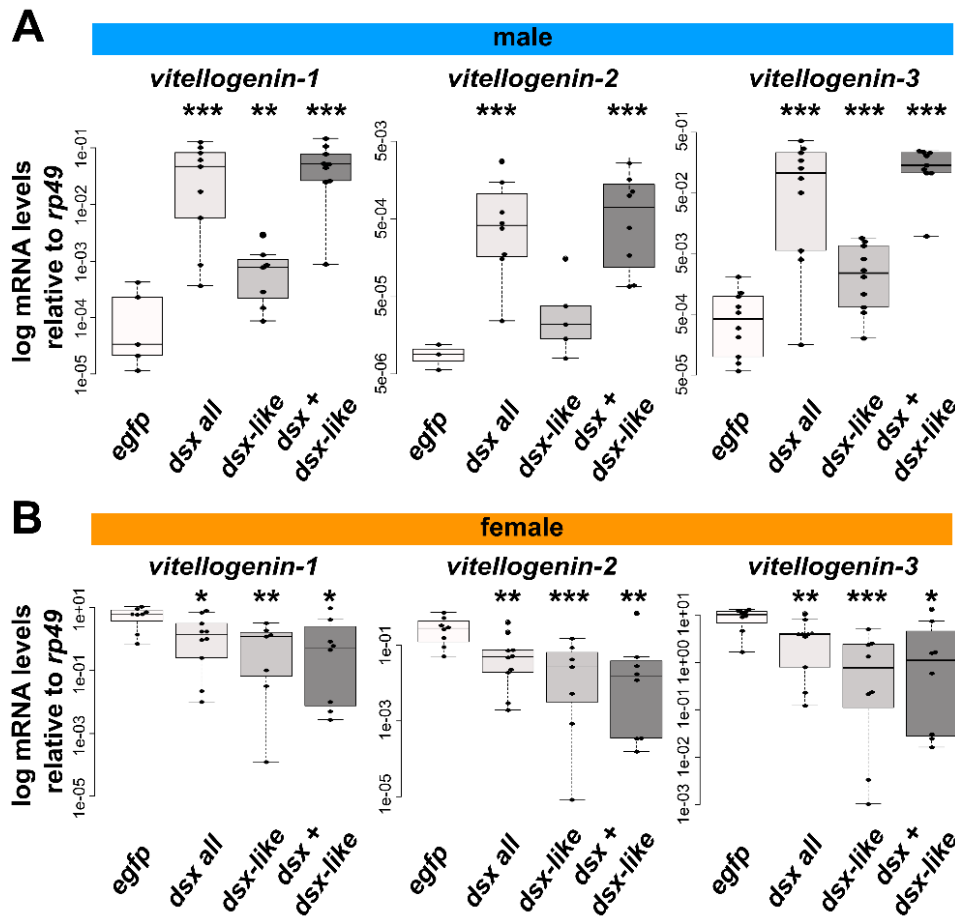 A
male
vitellogenin-1
vitellogenin-2
vitellogenin-3
*** ** ***
*** ***
*** *** ***
log mRNA levels
relative to rp49
1e-01
1e-02
1e-03
1e-04
1e-05
5e-03
5e-04
5e-05
5e-06
5e-01
5e-02
5e-03
5e-04
5e-05
egfp
dsx all
dsx-like
dsx +
dsx-like
egfp
dsx all
dsx-like
dsx +
dsx-like
egfp
dsx all
dsx-like
dsx +
dsx-like
B
female
vitellogenin-1
vitellogenin-2
vitellogenin-3
* ** *
** *** **
** *** *
log mRNA levels
relative to rp49
1e+01
1e-01
1e-03
1e-05
1e-01
1e-03
1e-05
1e+01
1e+00
1e-01
1e-02
1e-03
egfp
dsx all
dsx-like
dsx +
dsx-like
egfp
dsx all
dsx-like
dsx +
dsx-like
egfp
dsx all
dsx-like
dsx +
dsx-like